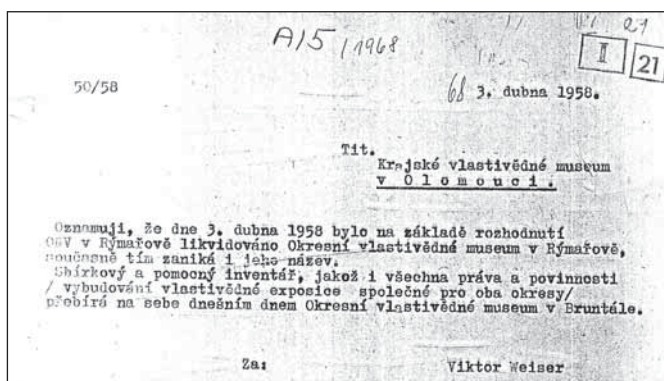 21
A/5 / 1968
II 21
50/58
68 3. dubna 1958.
Tit.
Krajské vlastivědné museum
v Olomouci.
Oznamuji, že dne 3. dubna 1958 bylo na základě rozhodnutí
v Rýmařově likvidováno Okresní vlastivědné museum v Rýmařově,
současně tím zaniká i jeho název.
Sbírkový a pomocný inventář, jakož i všechna práva a povinnosti
/ vybudování vlastivědné exposice společné pro oba okresy/
přebírá na sebe dnešním dnem Okresní vlastivědné museum v Bruntále.
Za: Viktor Weiser